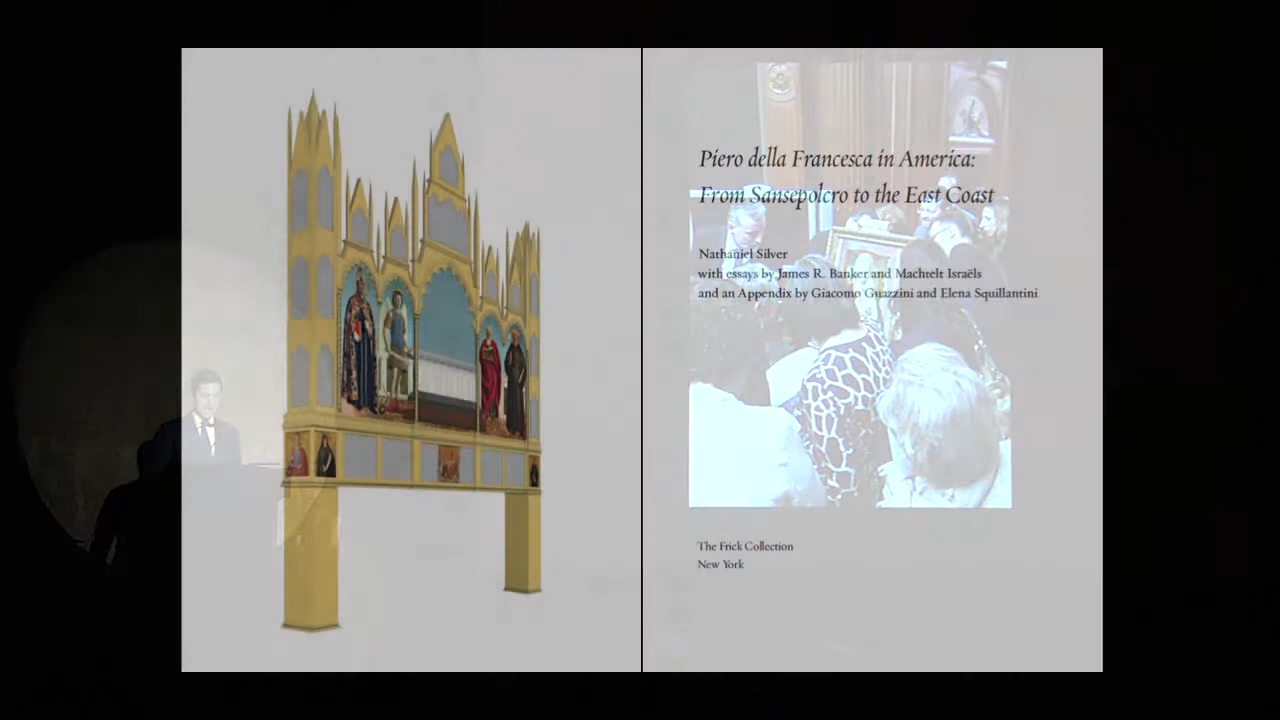 Piero della Francesca in America:
From Sansepolcro to the East Coast
Nathaniel Silver
with essays by James R. Banker and Machtelt Israëls
and an Appendix by Giacomo Guazzini and Elena Squillantini
The Frick Collection
New York